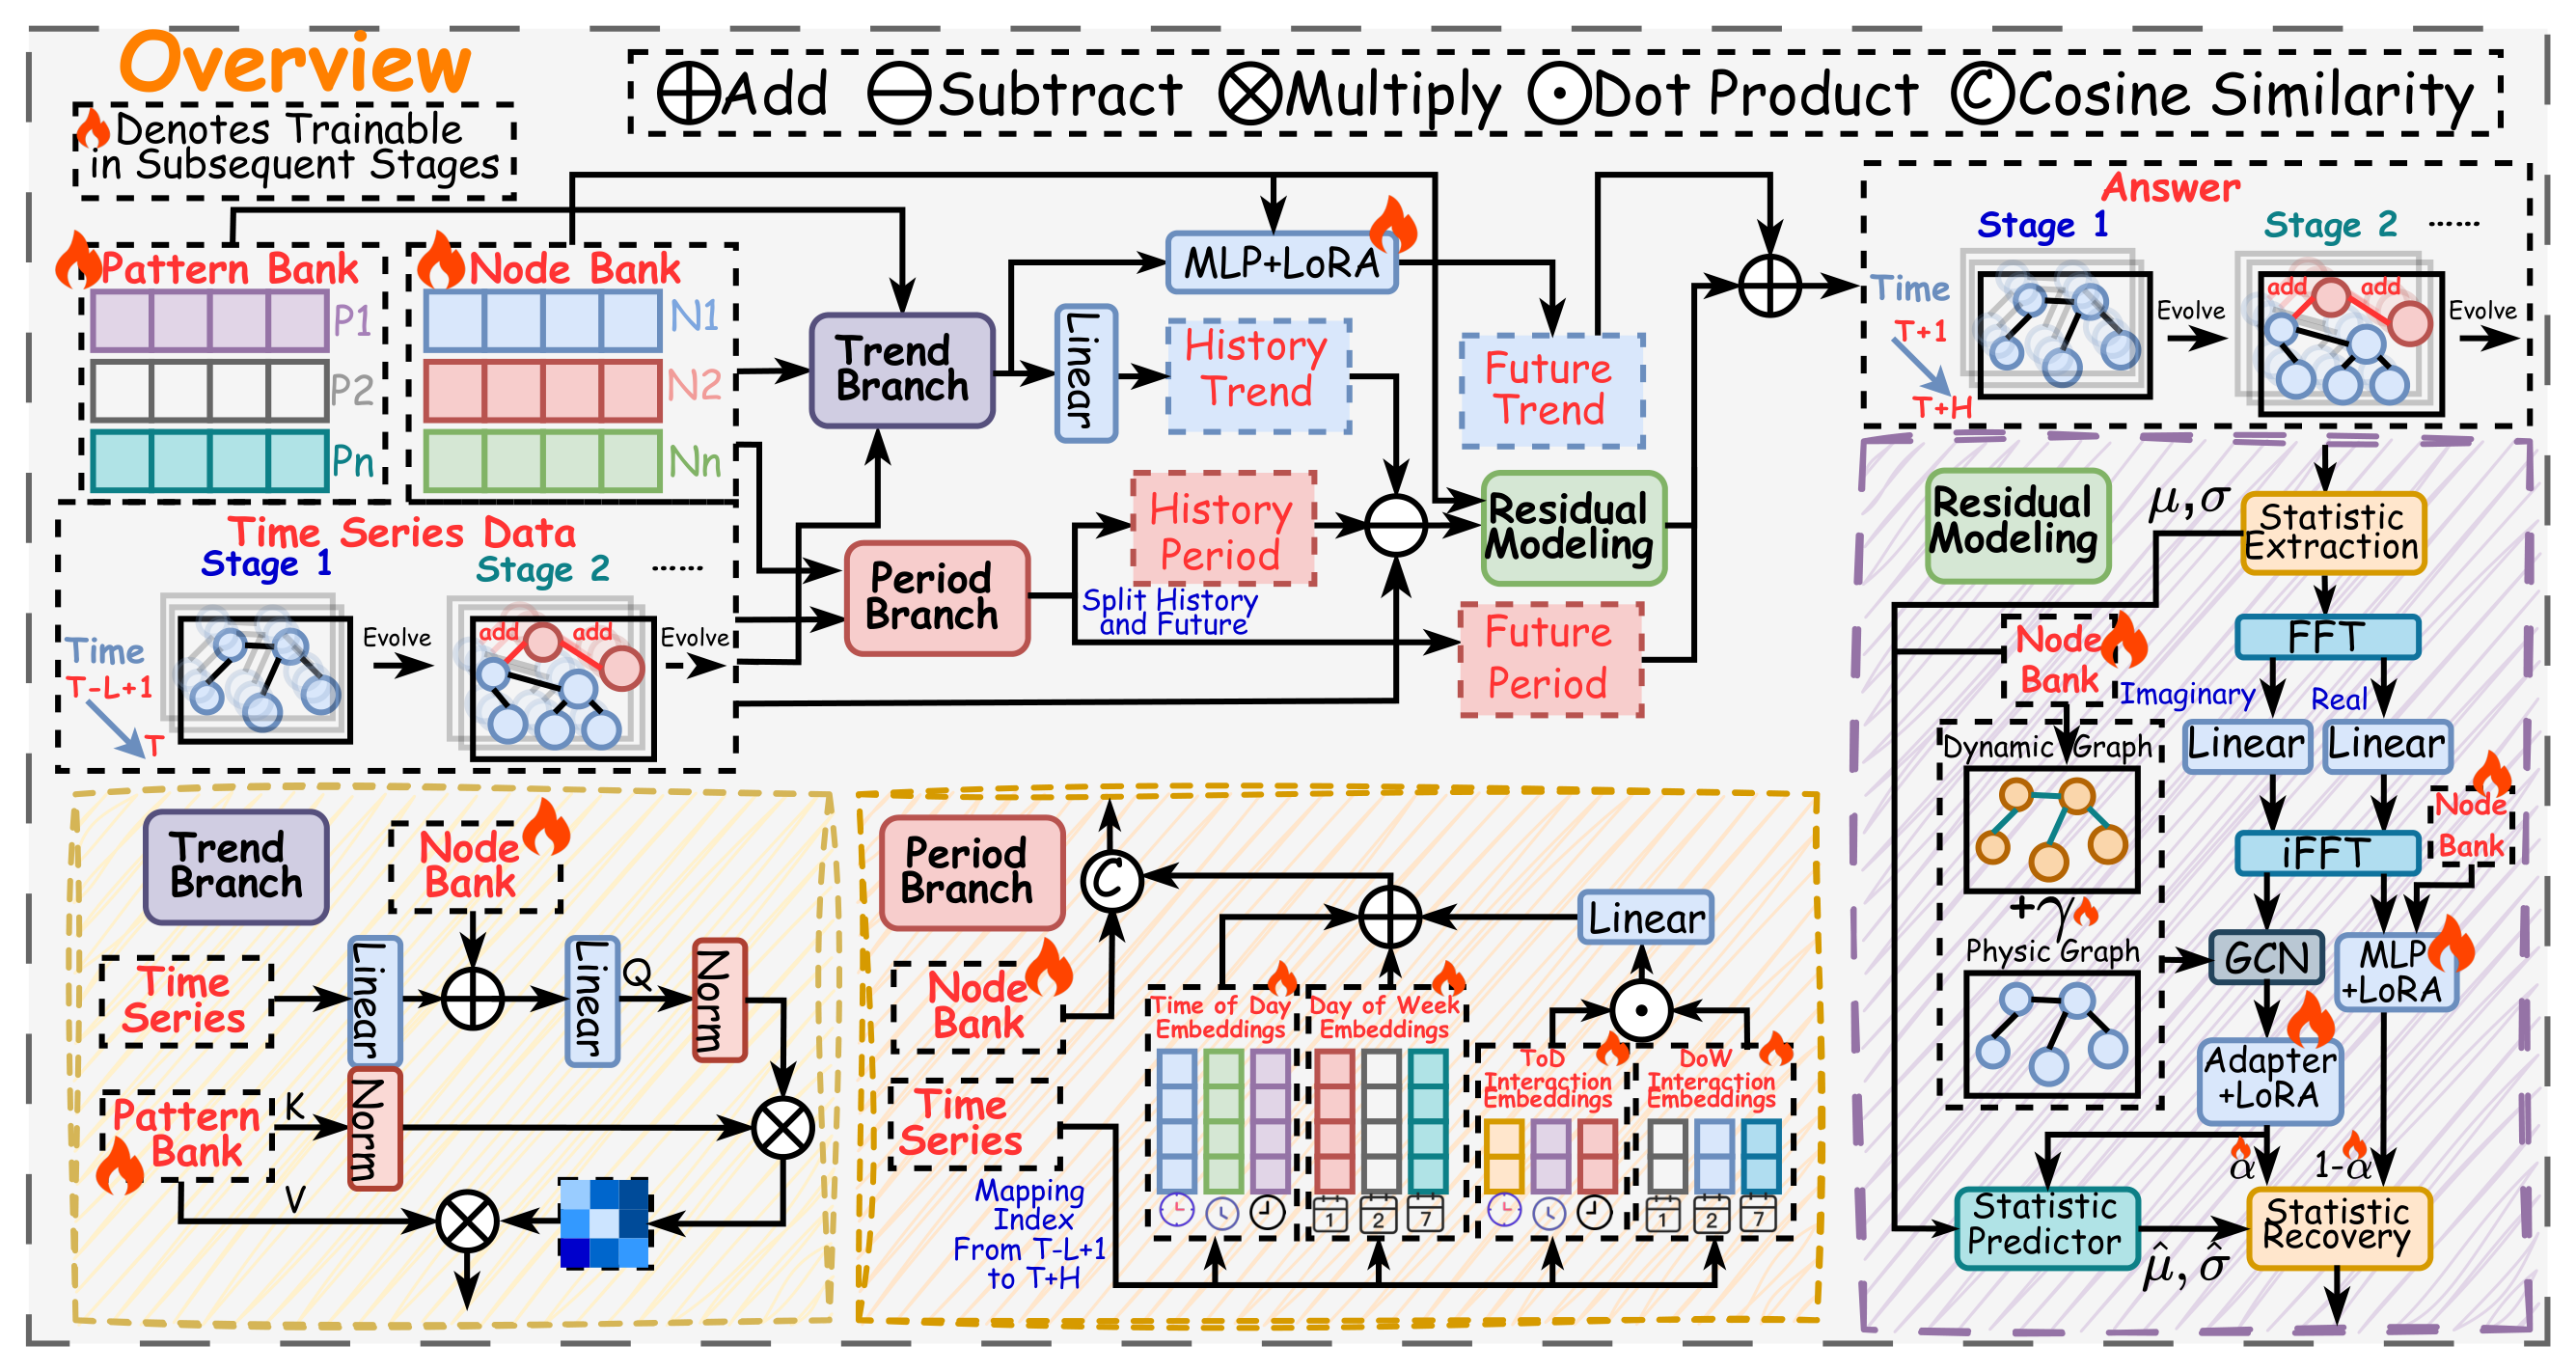 Overview
Denotes Trainable
in Subsequent Stages
Add
Subtract
Multiply
Dot Product
C
Cosine Similarity
Pattern Bank
P1
P2
Pn
Node Bank
N1
N2
Nn
Time Series Data
Stage 1
Stage 2
......
Time
T-L+1
T
Evolve
add
add
Evolve
Trend
Branch
Period
Branch
MLP+LoRA
Linear
History
Trend
Future
Trend
History
Period
Split History
and Future
Residual
Modeling
Future
Period
Answer
Stage 1
Stage 2
......
Time
T+1
T+H
Evolve
add
add
Evolve
Trend
Branch
Node
Bank
Time
Series
Linear
Linear
Q
Norm
Pattern
Bank
K
Norm
V
Period
Branch
C
Node
Bank
Time
Series
Mapping
Index
From T-L+1
to T+H
Linear
Time of Day
Embeddings
Day of Week
Embeddings
1
2
7
ToD
Interaction
Embeddings
DoW
Interaction
Embeddings
1
2
7
Residual
Modeling
μ,σ
Statistic
Extraction
FFT
Node
Bank
Imaginary
Real
Linear
Linear
Dynamic Graph
iFFT
Node
Bank
+γ
Physic Graph
GCN
MLP
+LoRA
Adapter
+LoRA
α
1-α
Statistic
Predictor
μ̂, σ̂
Statistic
Recovery